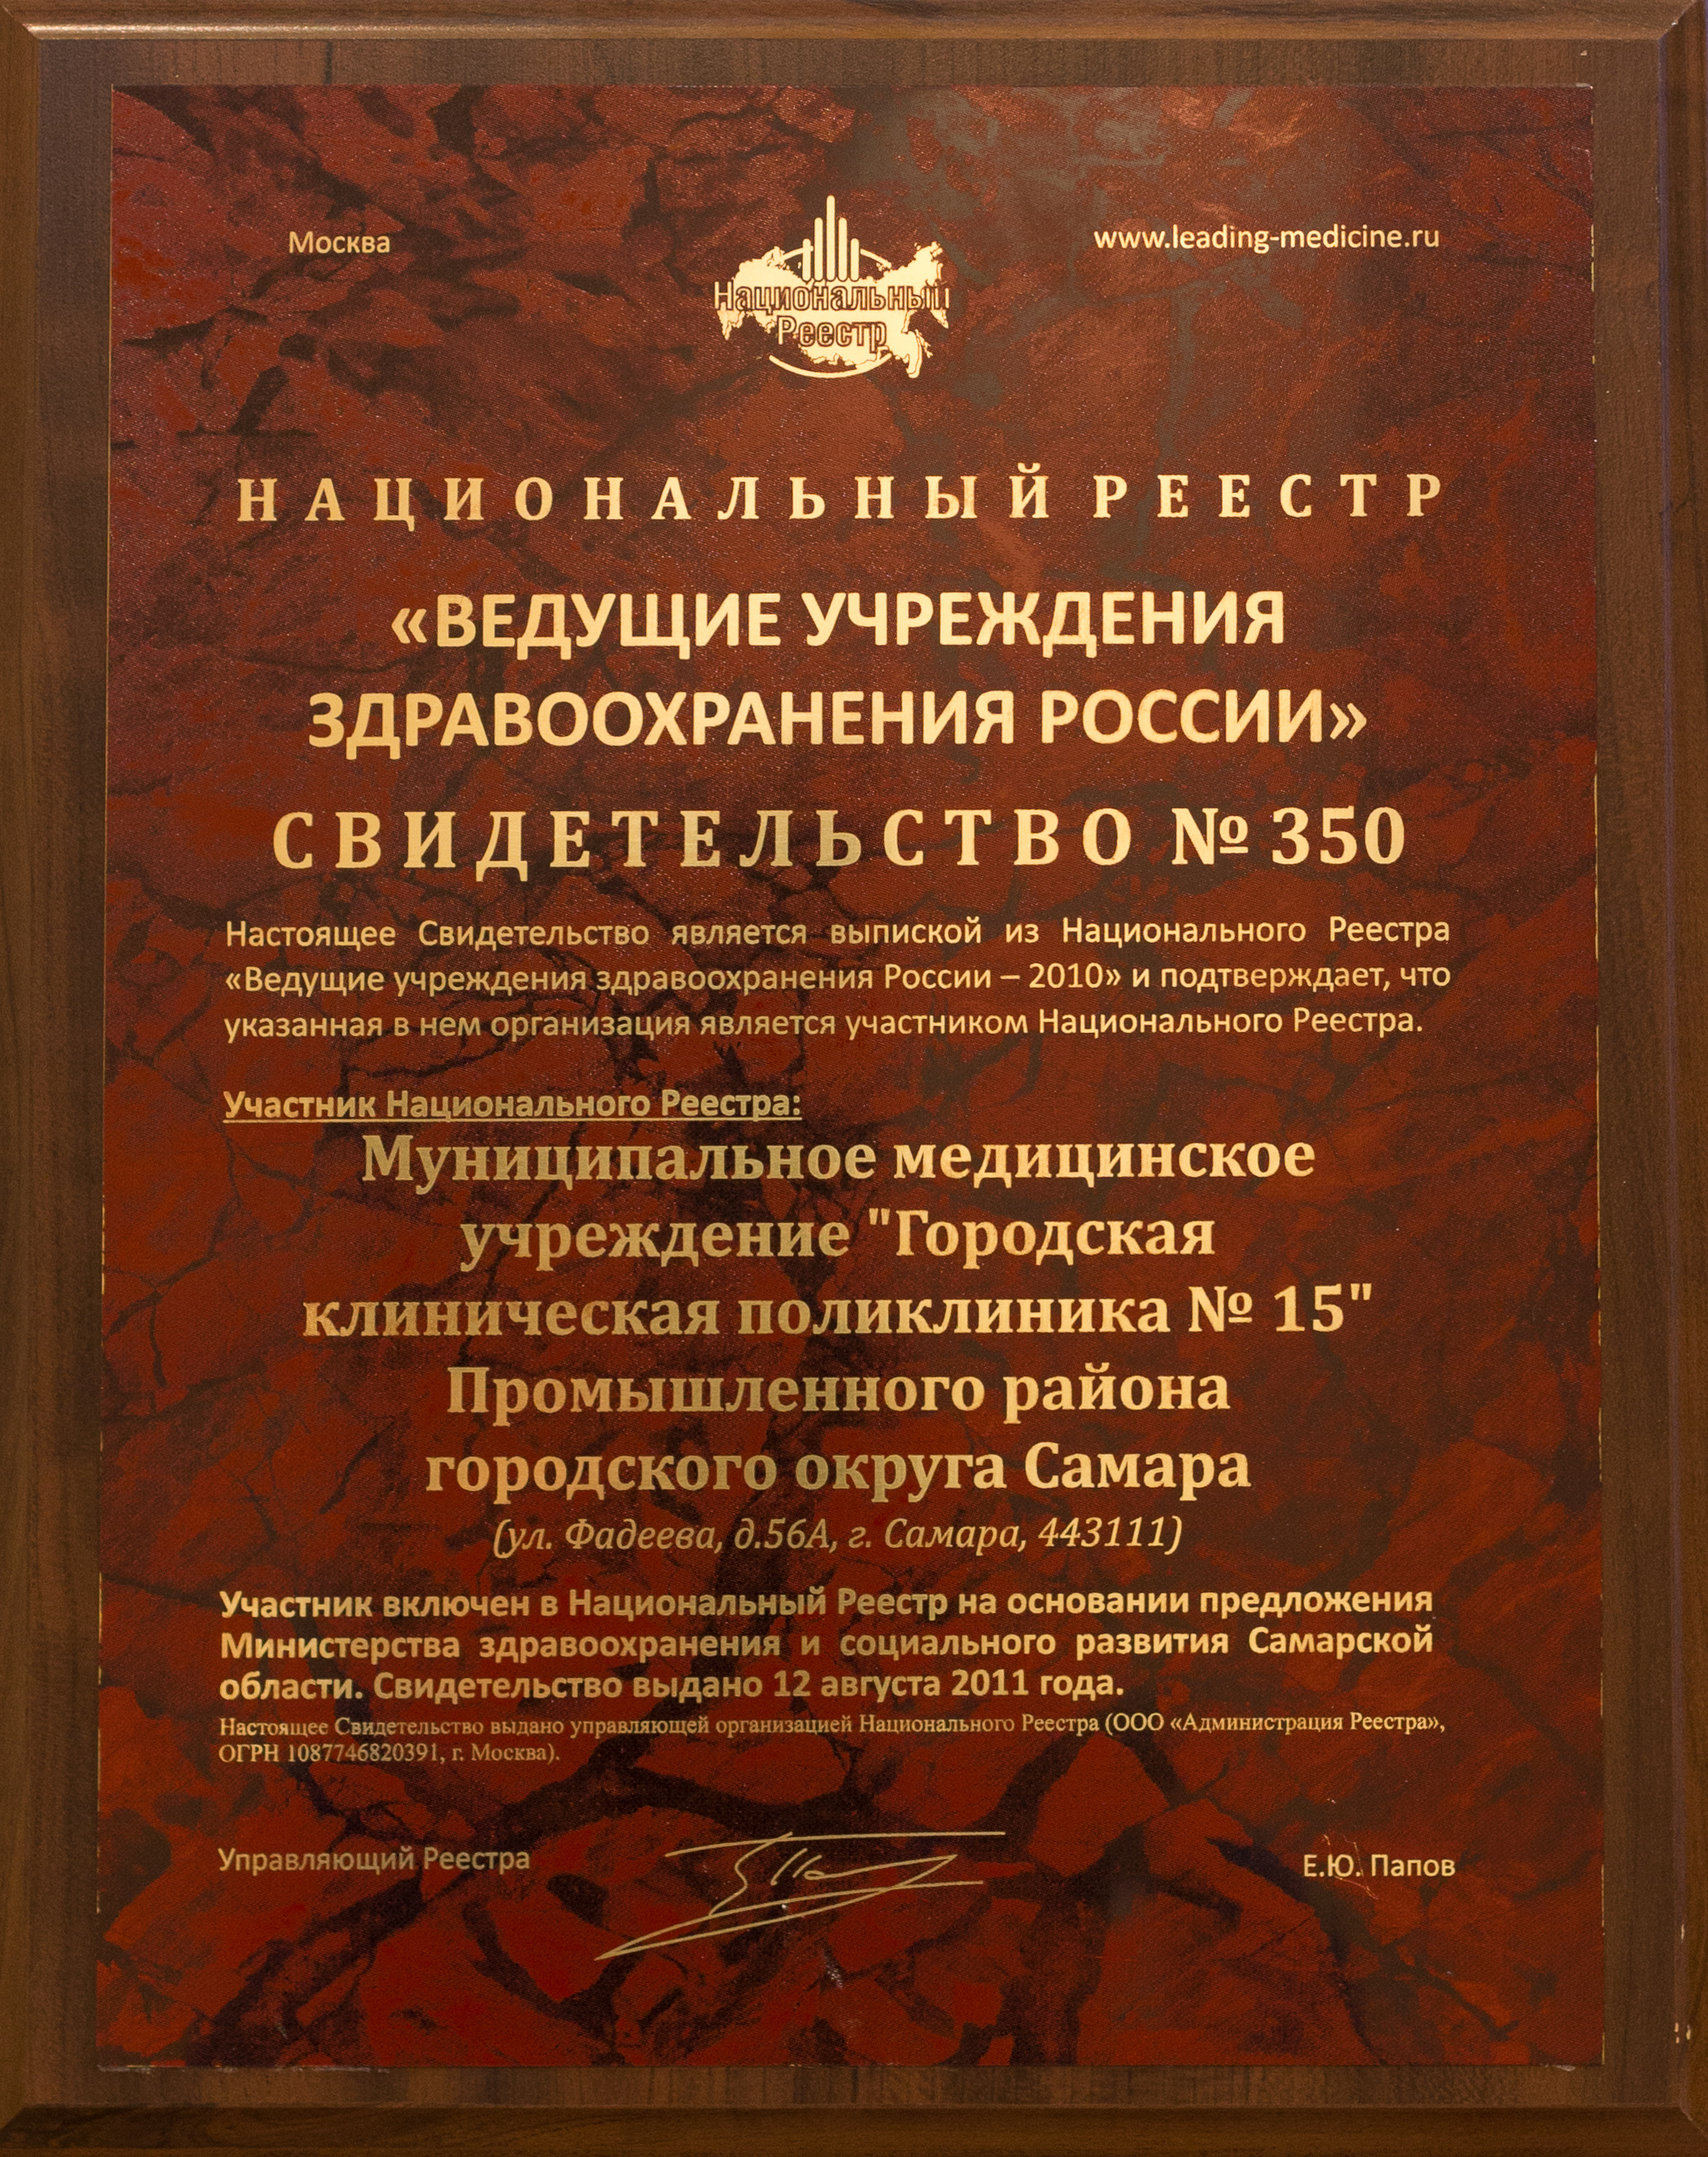 Москва
www.leading-medicine.ru
Национальный
Реестр
НАЦИОНАЛЬНЫЙ РЕЕСТР
«ВЕДУЩИЕ УЧРЕЖДЕНИЯ
ЗДРАВООХРАНЕНИЯ РОССИИ»
СВИДЕТЕЛЬСТВО № 350
Настоящее Свидетельство является выпиской из Национального Реестра
«Ведущие учреждения здравоохранения России – 2010» и подтверждает, что
указанная в нем организация является участником Национального Реестра.
Участник Национального Реестра:
Муниципальное медицинское
учреждение "Городская
клиническая поликлиника № 15"
Промышленного района
городского округа Самара
(ул. Фадеева, д.56А, г. Самара, 443111)
Участник включен в Национальный Реестр на основании предложения
Министерства здравоохранения и социального развития Самарской
области. Свидетельство выдано 12 августа 2011 года.
Настоящее Свидетельство выдано управляющей организацией Национального Реестра (ООО «Администрация Реестра»,
ОГРН 1087746820391, г. Москва).
Управляющий Реестра
Е.Ю. Папов